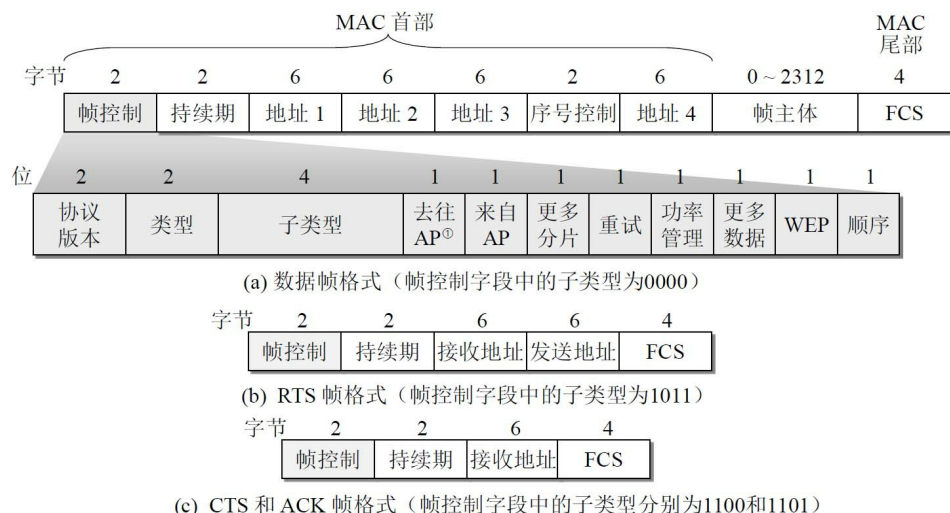 MAC 首部
MAC
尾部
字节 2 2 6 6 6 2 6 0 ~ 2312 4
帧控制 持续期 地址 1 地址 2 地址 3 序号控制 地址 4 帧主体 FCS
位 2 2 4 1 1 1 1 1 1 1 1
协议版本 类型 子类型 去往AP① 来自AP 更多分片 重试 功率管理 更多数据 WEP 顺序
(a) 数据帧格式（帧控制字段中的子类型为0000）
字节 2 2 6 6 4
帧控制 持续期 接收地址 发送地址 FCS
(b) RTS 帧格式（帧控制字段中的子类型为1011）
字节 2 2 6 4
帧控制 持续期 接收地址 FCS
(c) CTS 和 ACK 帧格式（帧控制字段中的子类型分别为1100和1101）